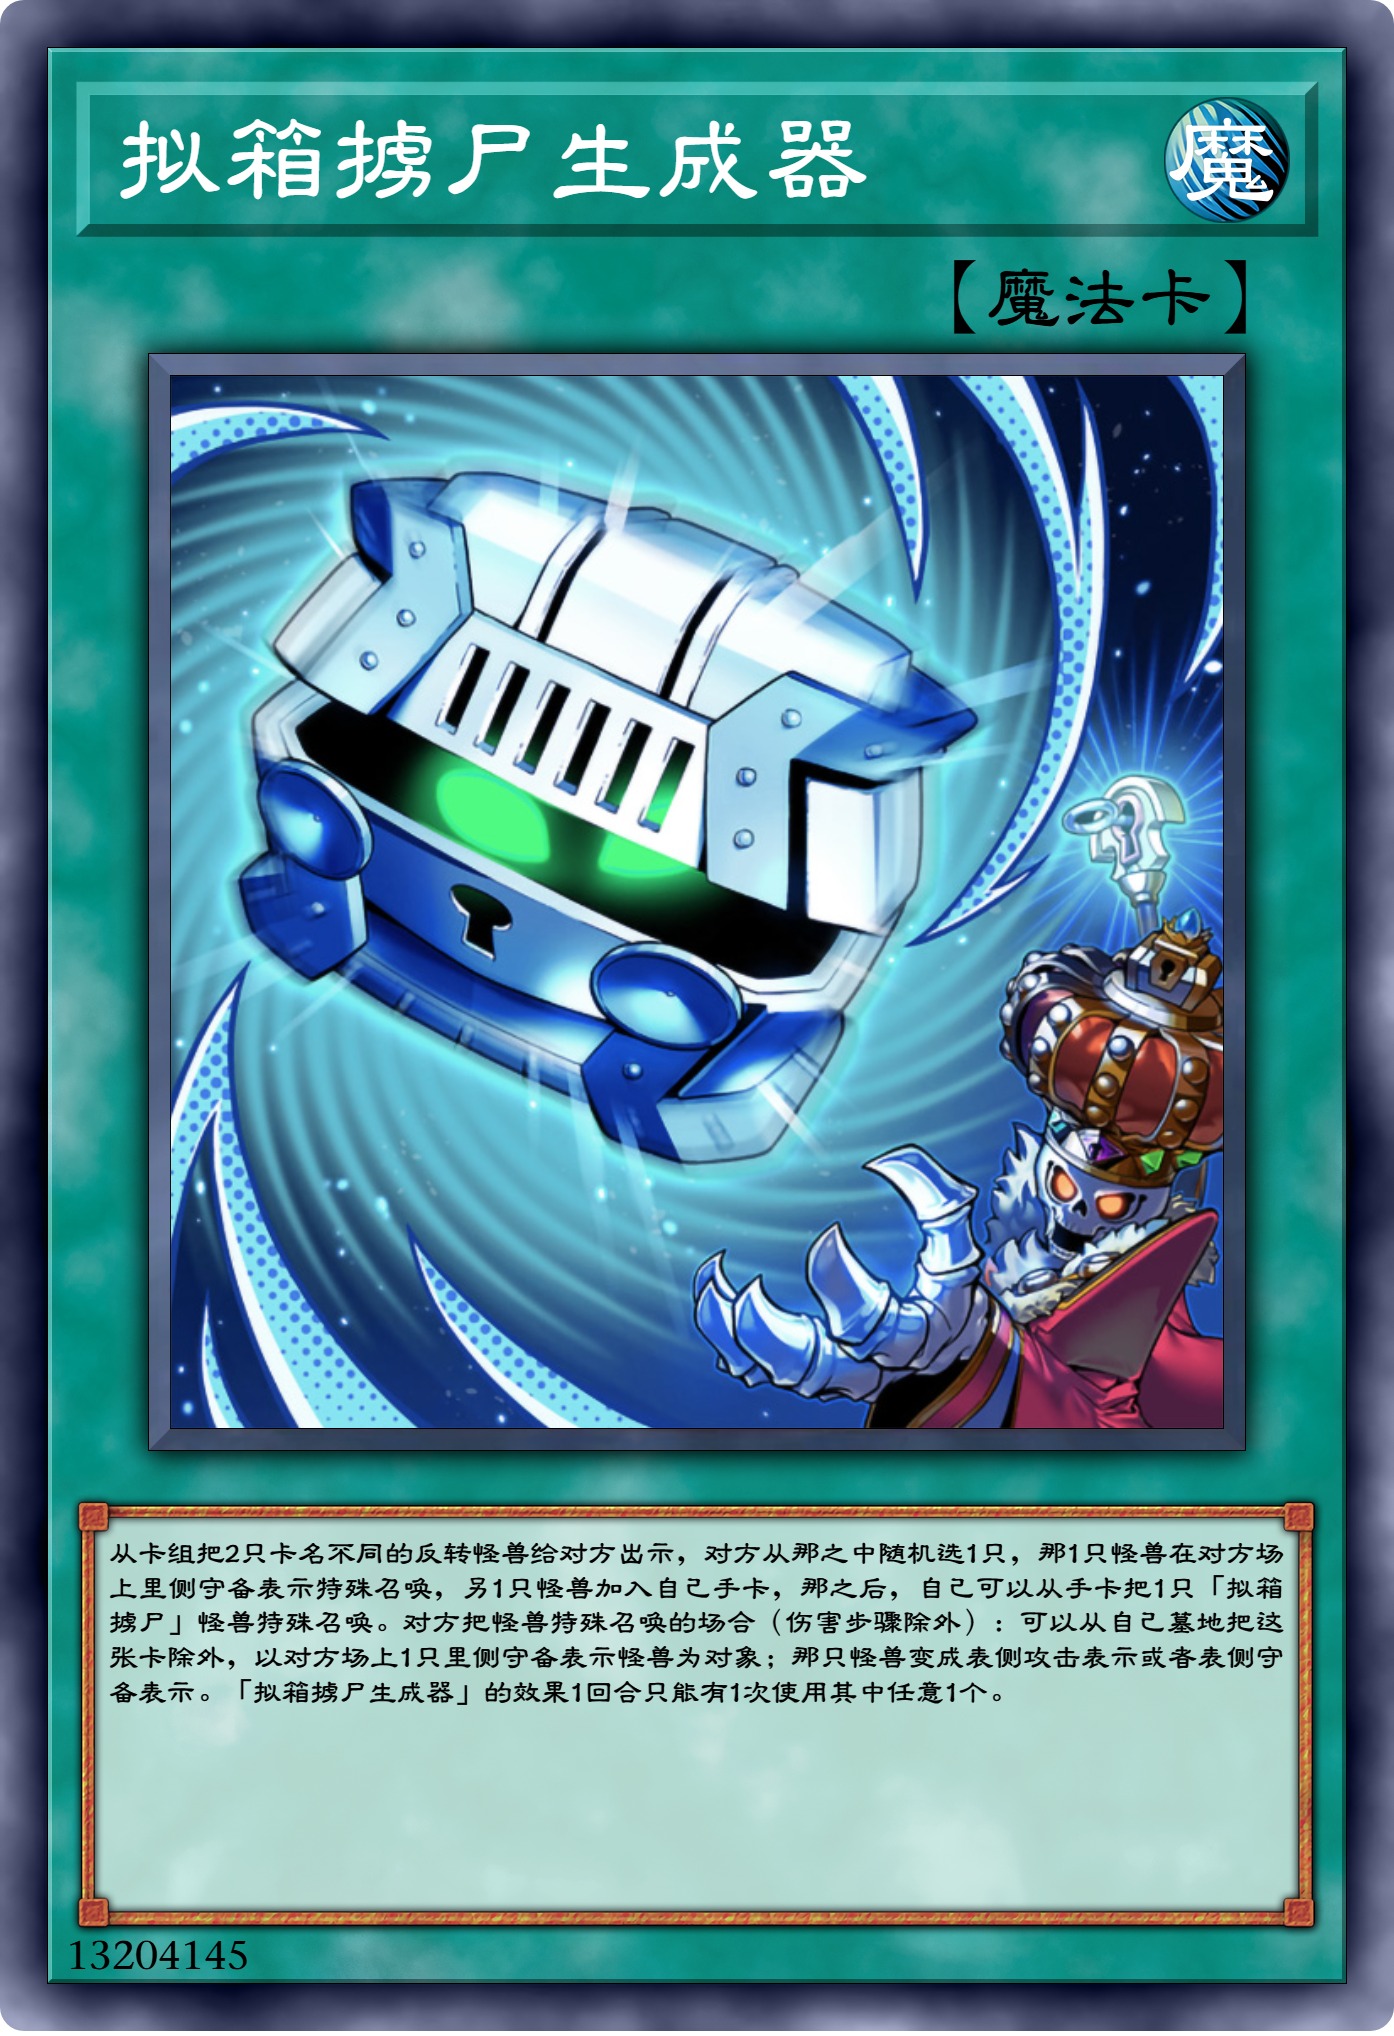 拟箱掳尸生成器
魔
【魔法卡】
从卡组把2只卡名不同的反转怪兽给对方出示，对方从那之中随机选1只，那1只怪兽在对方场
上里侧守备表示特殊召唤，另1只怪兽加入自己手卡，那之后，自己可以从手卡把1只「拟箱
掳尸」怪兽特殊召唤。对方把怪兽特殊召唤的场合（伤害步骤除外）：可以从自己墓地把这
张卡除外，以对方场上1只里侧守备表示怪兽为对象；那只怪兽变成表侧攻击表示或者表侧守
备表示。「拟箱掳尸生成器」的效果1回合只能有1次使用其中任意1个。
13204145